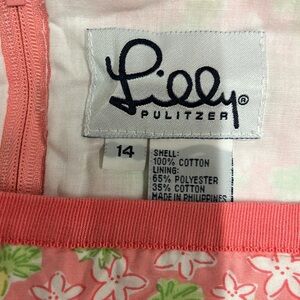 Lilly®
PULITZER
14
SHELL:
100% COTTON
LINING:
65% POLYESTER
35% COTTON
MADE IN PHILIPPINES